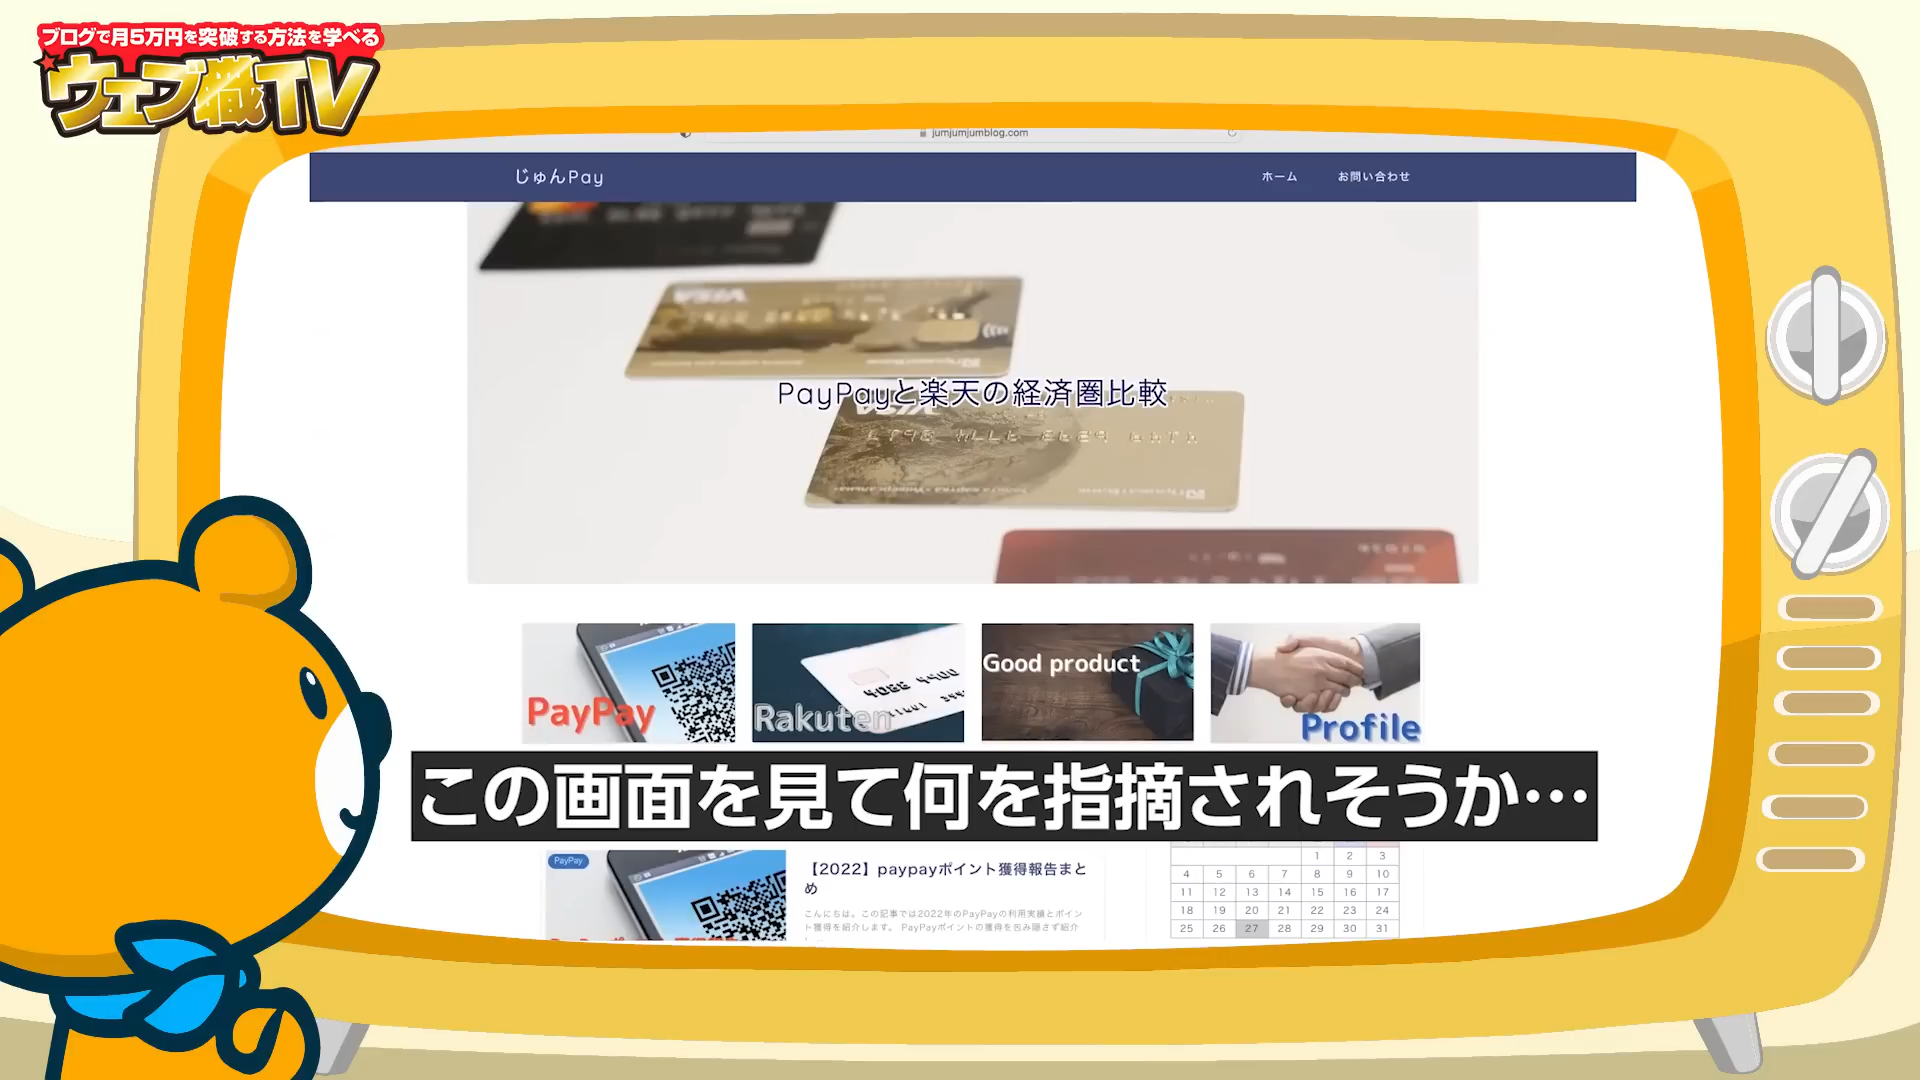 ブログで月5万円を突破する方法を学べる
ウェブ職TV
jumjumjumblog.com
じゅんPay
ホーム
お問い合わせ
VISA
PayPayと楽天の経済圏比較
PayPay
Rakuten
Good product
Profile
この画面を見て何を指摘されそうか…
PayPay
【2022】paypayポイント獲得報告まと
め
こんにちは。この記事では2022年のPayPayの利用実績とポイン
ト獲得を紹介します。 PayPayポイントの獲得を包み隠さず紹介
1 2 3
4 5 6 7 8 9 10
11 12 13 14 15 16 17
18 19 20 21 22 23 24
25 26 27 28 29 30 31